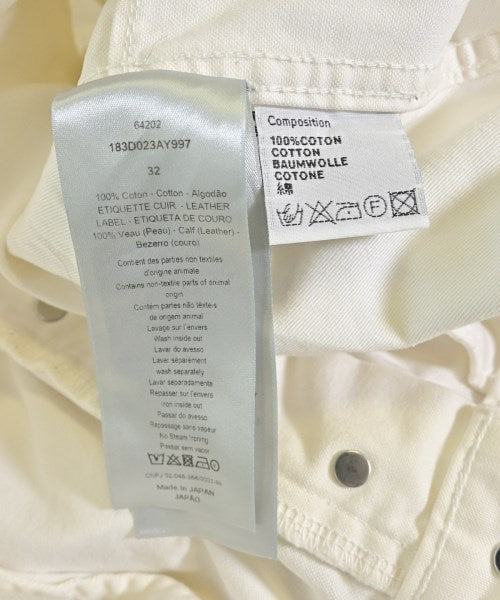 64202
183D023AY997
32
100% Coton - Cotton - Algodão
ETIQUETTE CUIR - LEATHER
LABEL - ETIQUETA DE COURO
100% Veau (Peau) - Calf (Leather) -
Bezerro (couro)
Contient des parties non textiles
d'origine animale
Contains non-textile parts of animal
origin
Contém partes não têxteis
de origem animal
Lavage sur l'envers
Wash inside out
Lavar do avesso
Laver séparément
wash separately
Lavar separadamente
Repasser sur l'envers
Iron inside out
Passar do avesso
Repassage sans vapeur
No Steam Ironing
Passar sem vapor
Made in JAPAN
JAPÃO
Composition
100%COTON
COTTON
BAUMWOLLE
COTONE
綿
F